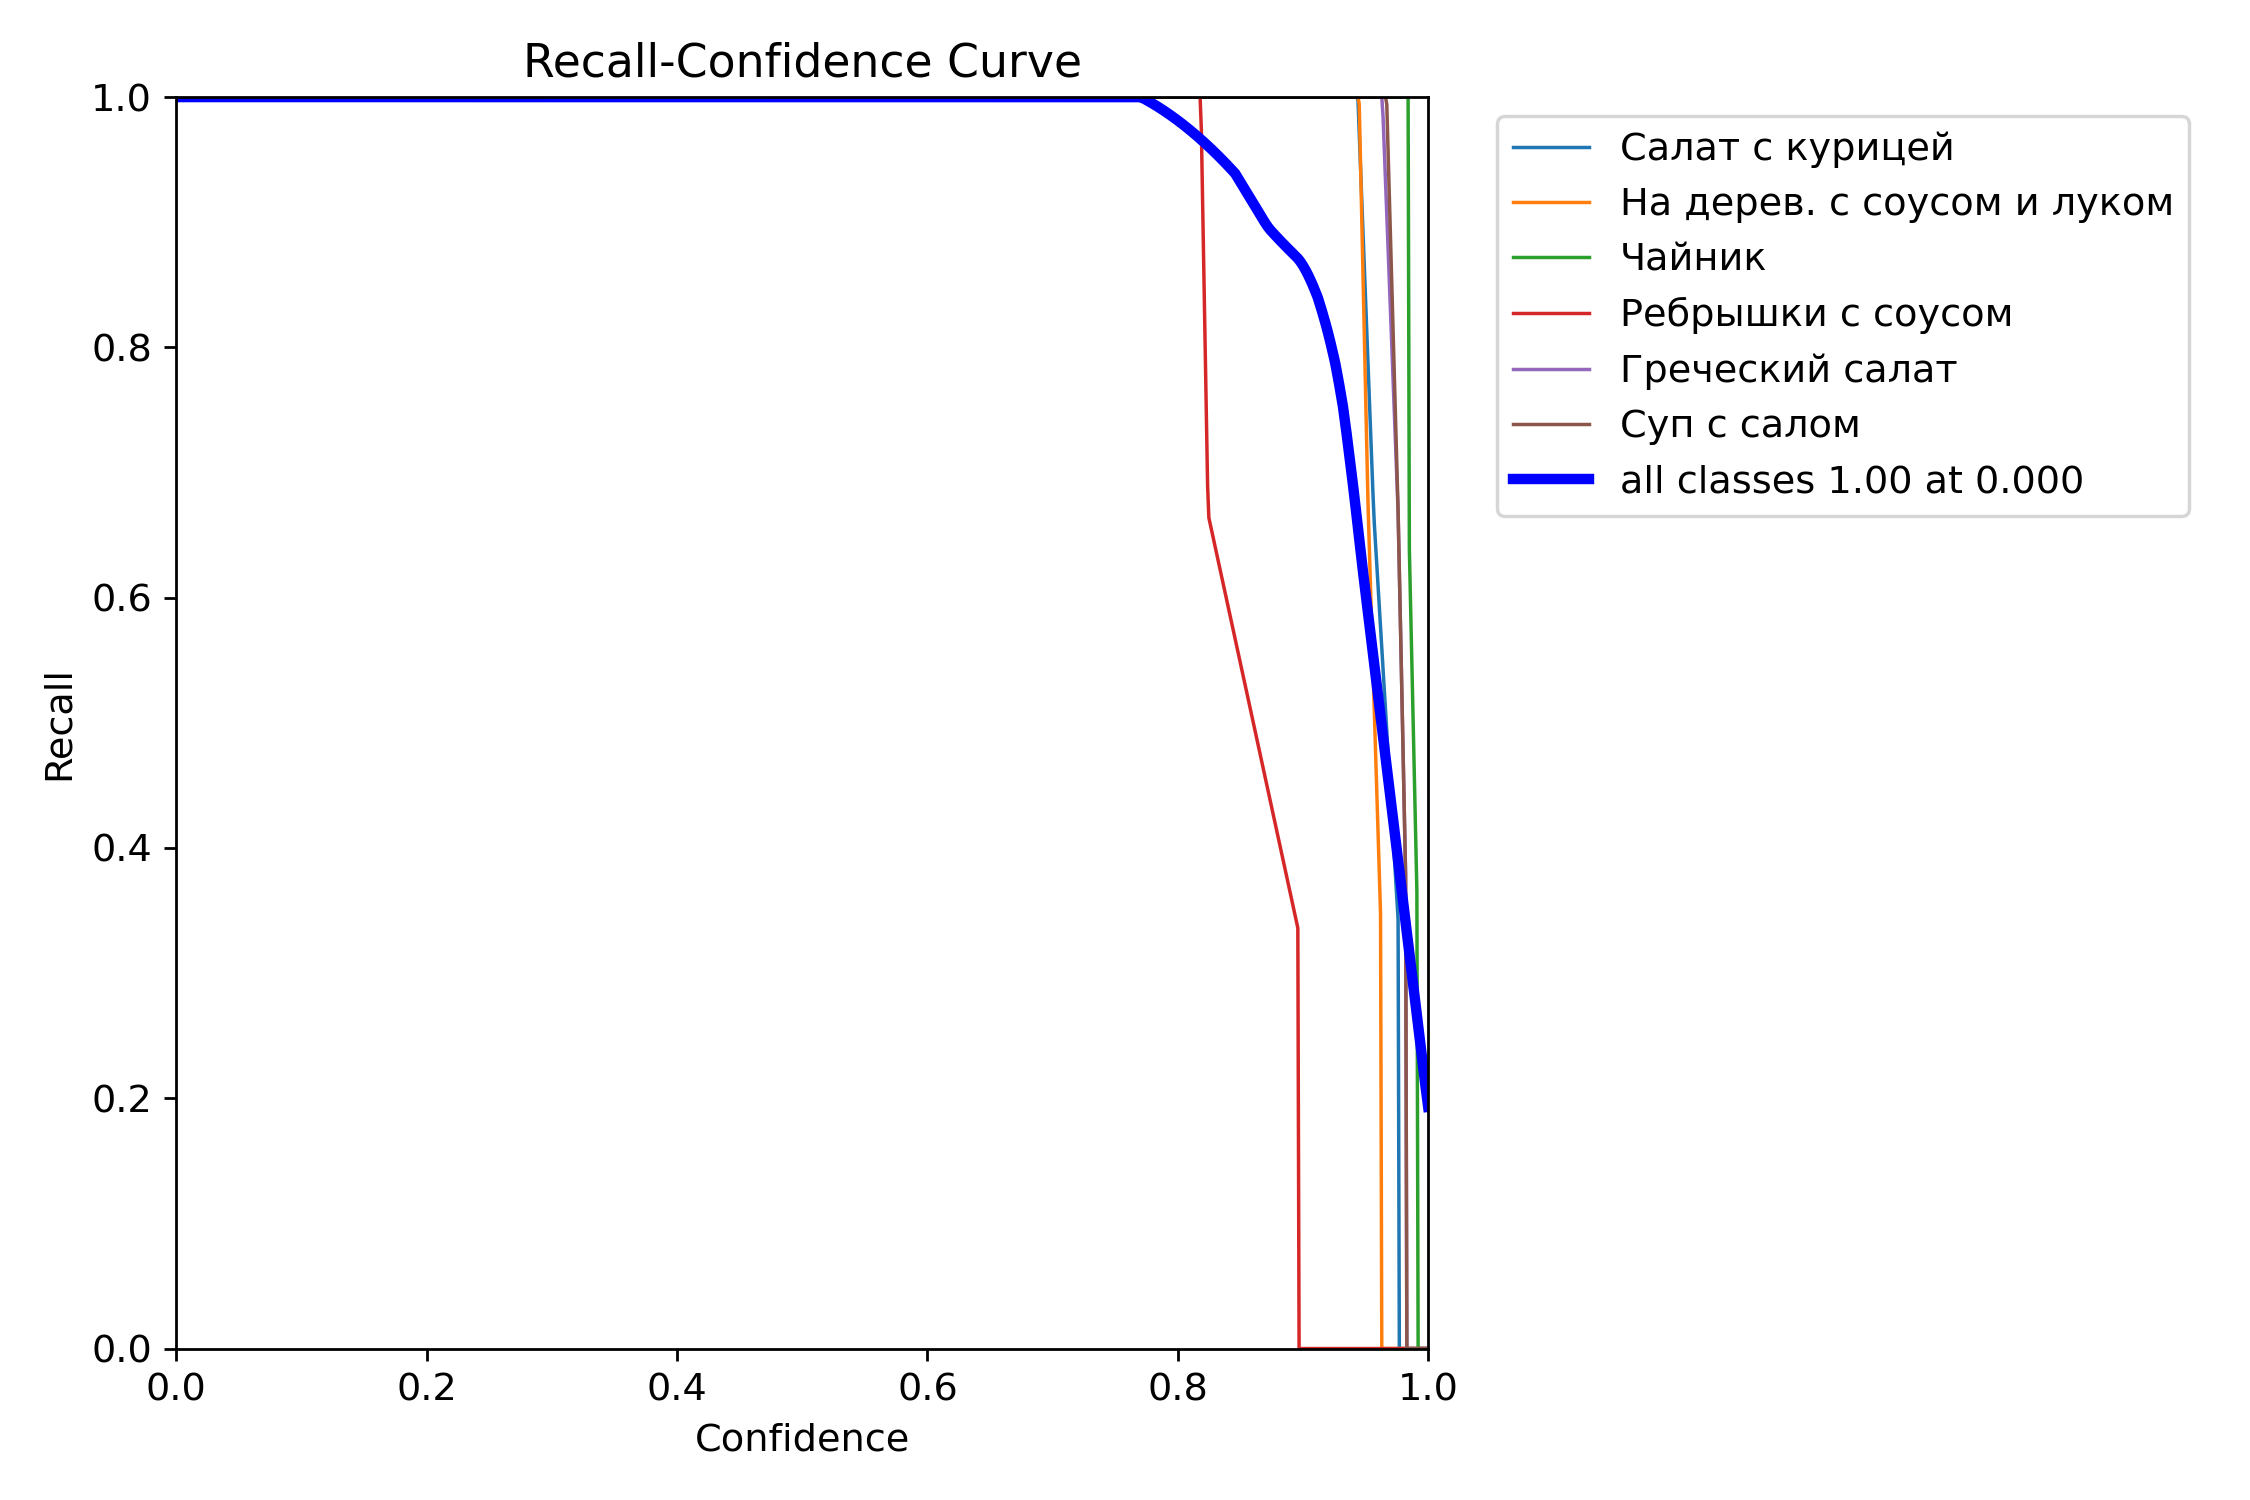 Recall-Confidence Curve
1.0
0.8
0.6
0.4
0.2
0.0
Recall
0.0 0.2 0.4 0.6 0.8 1.0
Confidence
Салат с курицей
На дерев. с соусом и луком
Чайник
Ребрышки с соусом
Греческий салат
Суп с салом
all classes 1.00 at 0.000